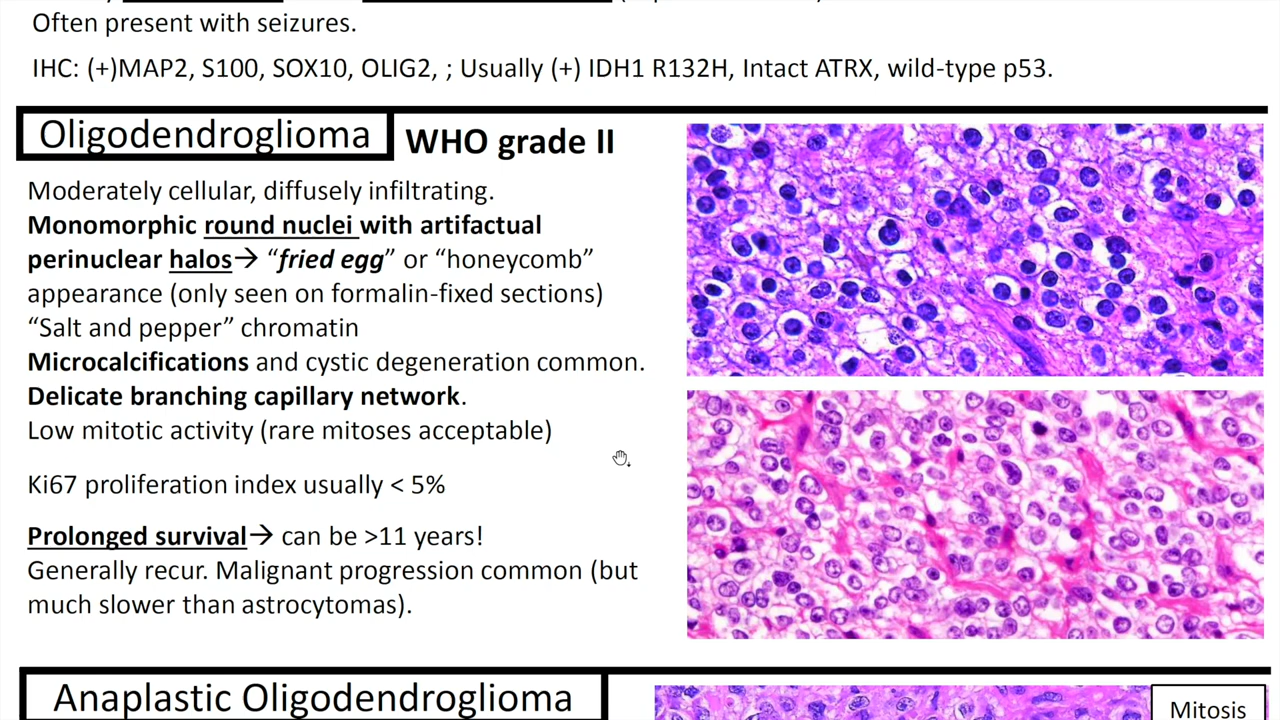 Often present with seizures.
IHC: (+)MAP2, S100, SOX10, OLIG2, ; Usually (+) IDH1 R132H, Intact ATRX, wild-type p53.
Oligodendroglioma WHO grade II
Moderately cellular, diffusely infiltrating.
Monomorphic round nuclei with artifactual
perinuclear halos→ “fried egg” or “honeycomb”
appearance (only seen on formalin-fixed sections)
“Salt and pepper” chromatin
Microcalcifications and cystic degeneration common.
Delicate branching capillary network.
Low mitotic activity (rare mitoses acceptable)
Ki67 proliferation index usually < 5%
Prolonged survival→ can be >11 years!
Generally recur. Malignant progression common (but
much slower than astrocytomas).
Anaplastic Oligodendroglioma
Mitosis